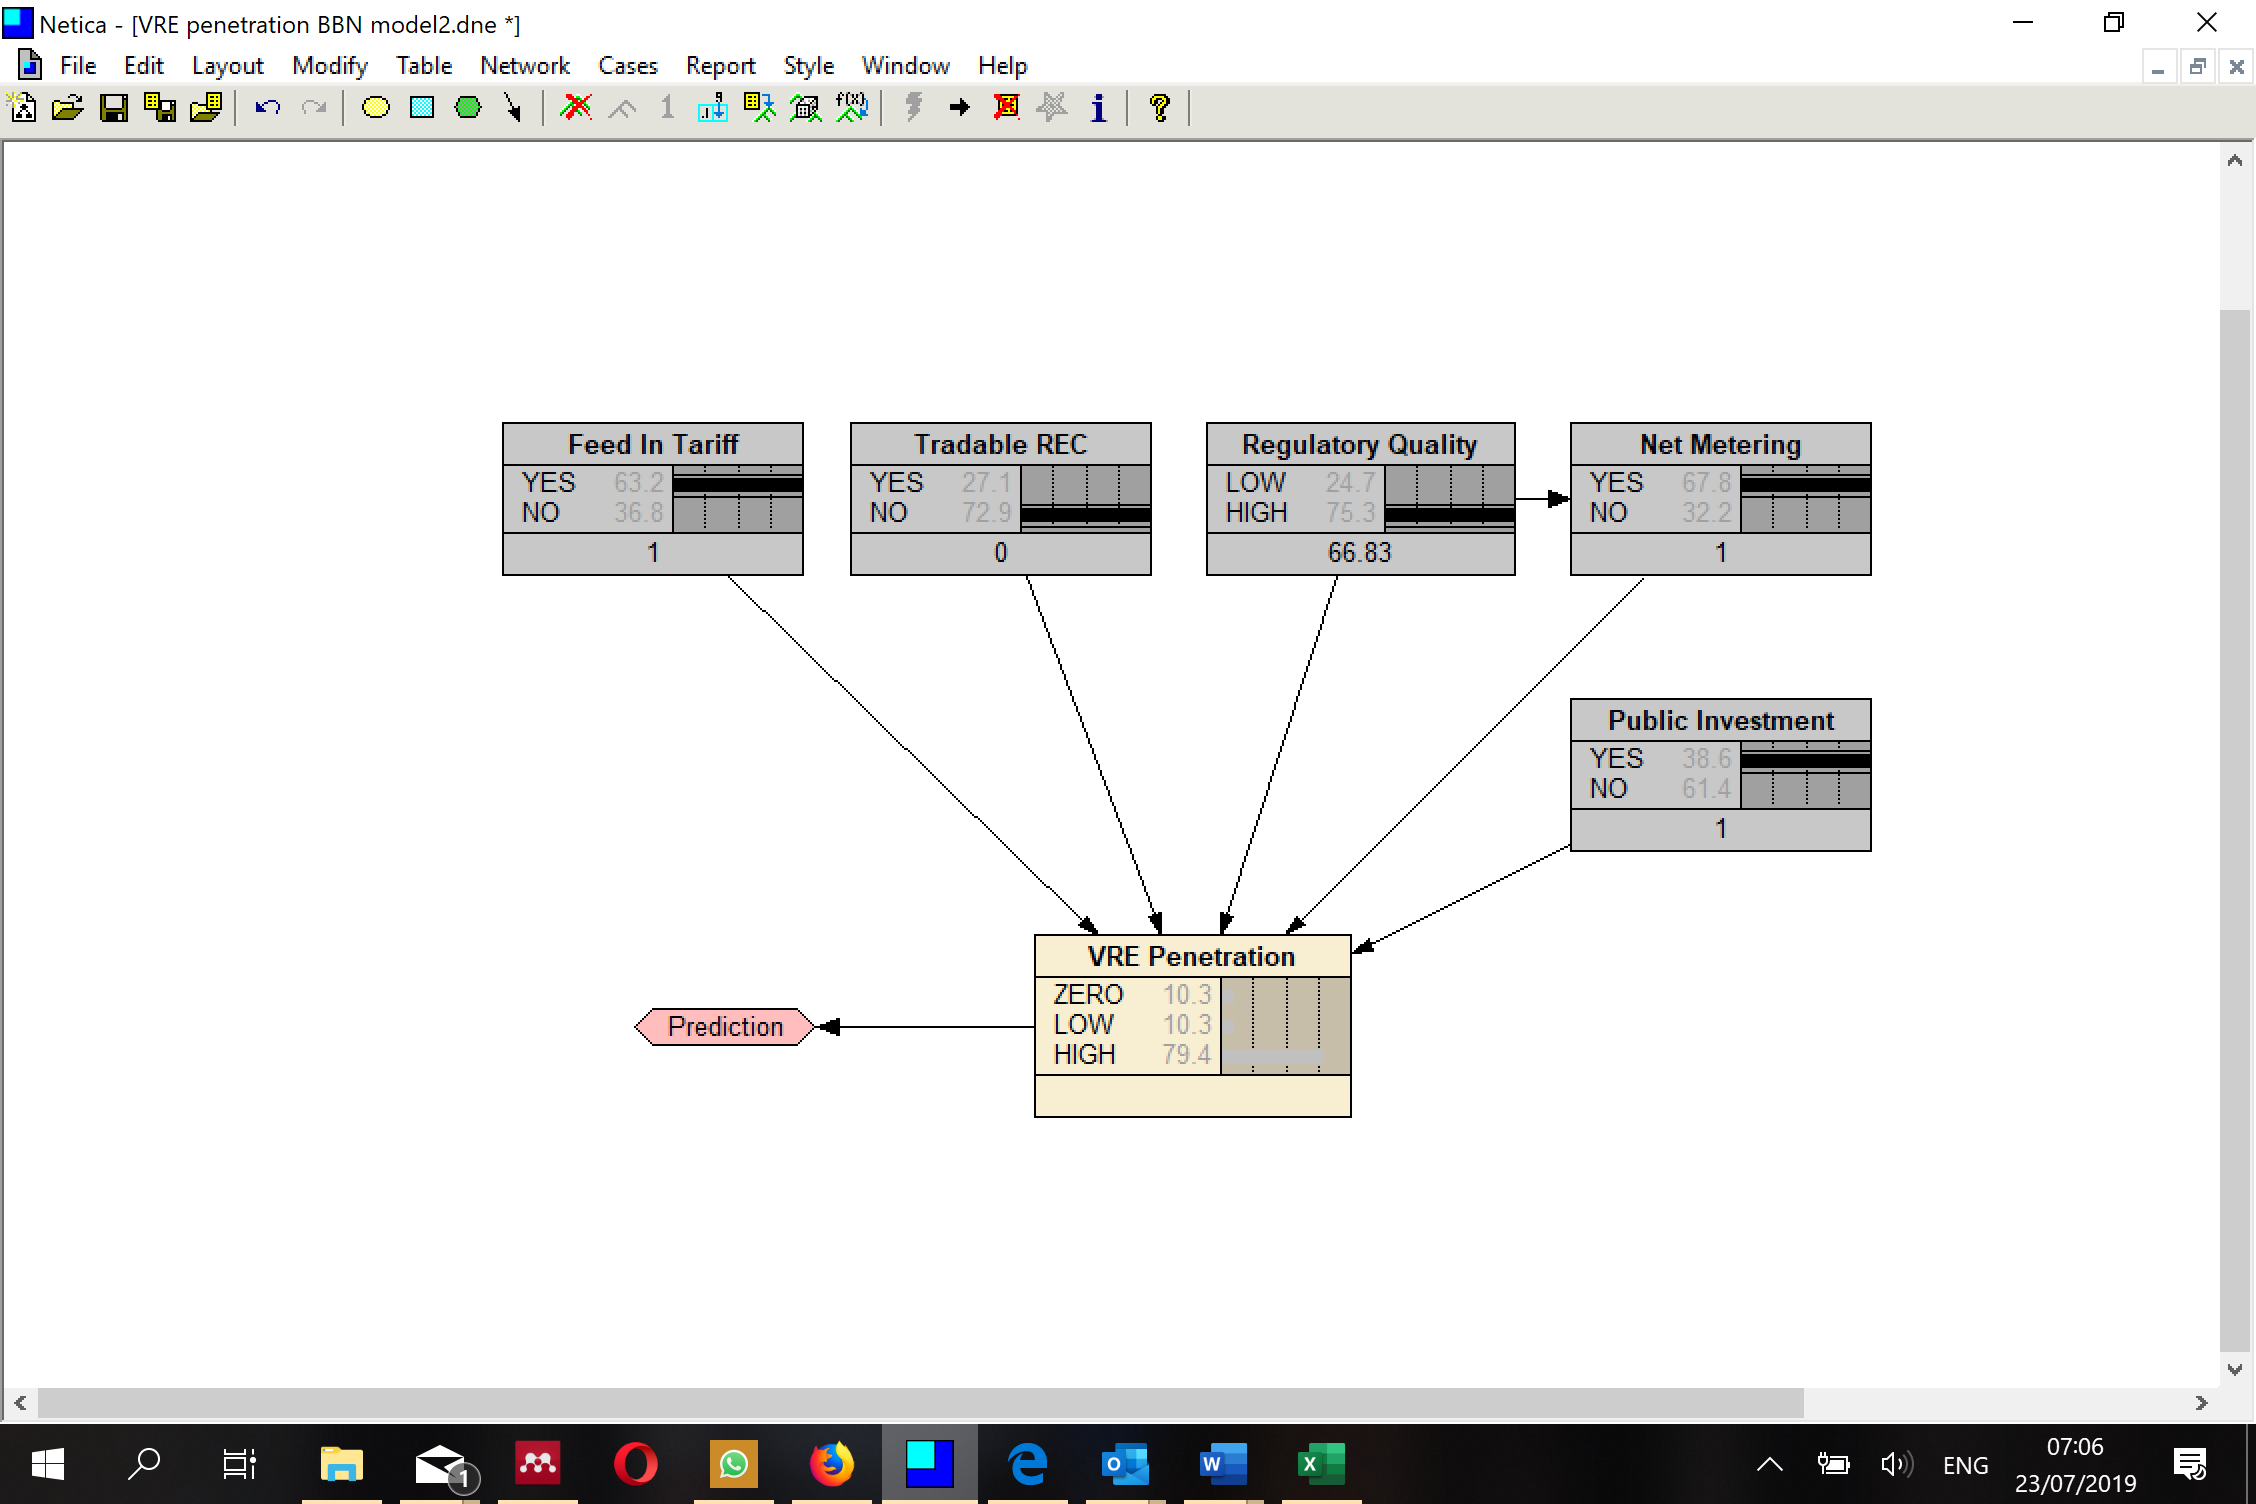 Netica - [VRE penetration BBN model2.dne *]
File Edit Layout Modify Table Network Cases Report Style Window Help
1 f(x) i ?
Feed In Tariff
YES 63.2
NO 36.8
1
Tradable REC
YES 27.1
NO 72.9
0
Regulatory Quality
LOW 24.7
HIGH 75.3
66.83
Net Metering
YES 67.8
NO 32.2
1
Public Investment
YES 38.6
NO 61.4
1
VRE Penetration
ZERO 10.3
LOW 10.3
HIGH 79.4
Prediction
1
ENG
07:06
23/07/2019